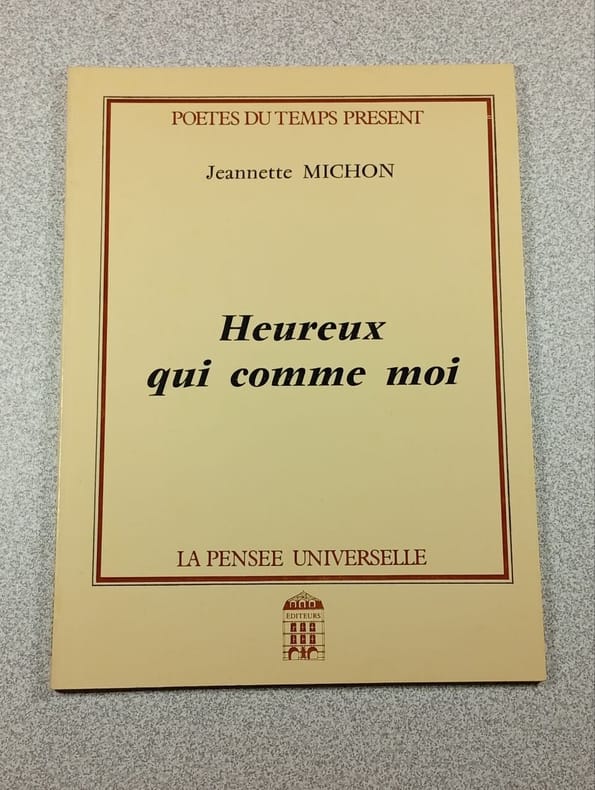 POETES DU TEMPS PRESENT
Jeannette MICHON
Heureux
qui comme moi
LA PENSEE UNIVERSELLE
EDITEURS